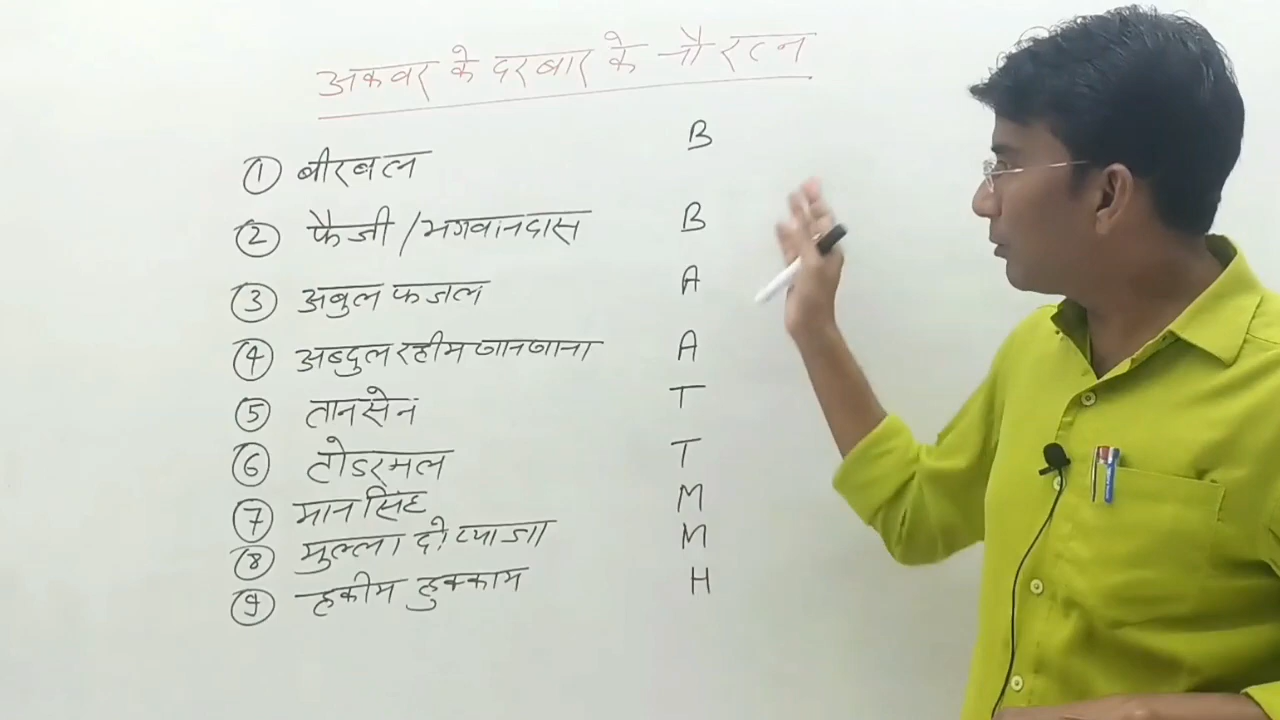 अकबर के दरबार के नौ रत्न
① बीरबल B
② फैजी / भगवानदास B
③ अबुल फजल A
④ अब्दुल रहीम खानखाना A
⑤ तानसेन T
⑥ टोडरमल T
⑦ मानसिंह M
⑧ मुल्ला दो प्याजा M
⑨ हकीम हुक्काम H